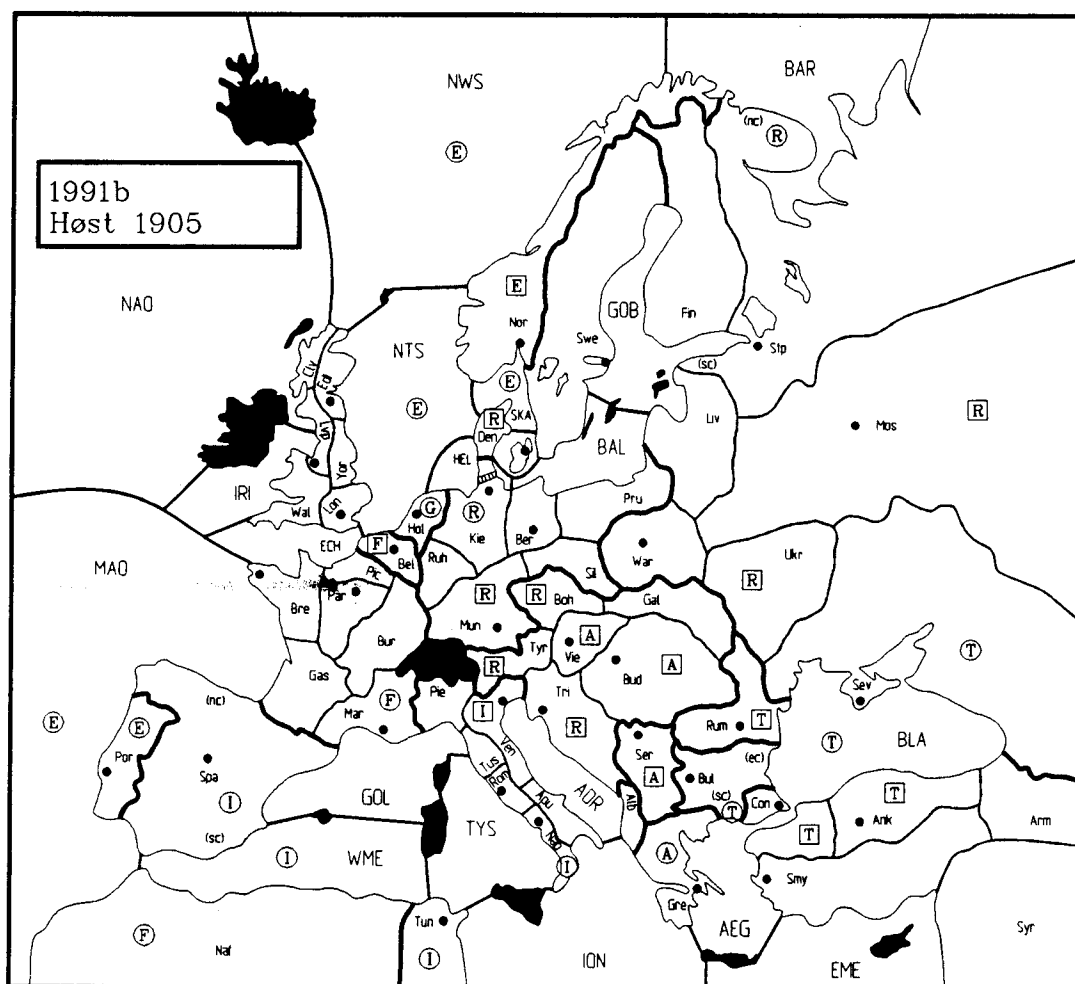 NWS
BAR
(nc)
R
E
1991b
Høst 1905
NAO
E
Nor
GOB
Fin
Swe
Stp
(sc)
NTS
Cly
Edi
E
E
SKA
R
Den
R
Mos
Liv
LVP
Yor
HEL
BAL
IRI
Wal
Lon
G
Hol
R
Kie
Ber
Pru
ECH
F
Bel
Ruh
War
Ukr
MAO
Pic
Sil
R
Bre
Par
R
R
Boh
Gal
Bur
Mun
Tyr
A
Vie
A
T
Gas
R
Bud
Sev
(nc)
F
Pie
Tri
Mar
I
R
Rum
T
T
BLA
E
E
Ven
Ser
(ec)
Por
Spa
Tus
Rom
Bul
GOL
Apu
ADR
A
(sc)
Con
T
I
Alb
T
Ank
Arm
(sc)
TYS
Nap
T
WME
I
I
A
Smy
Gre
F
Tun
AEG
Syr
Naf
I
ION
EME